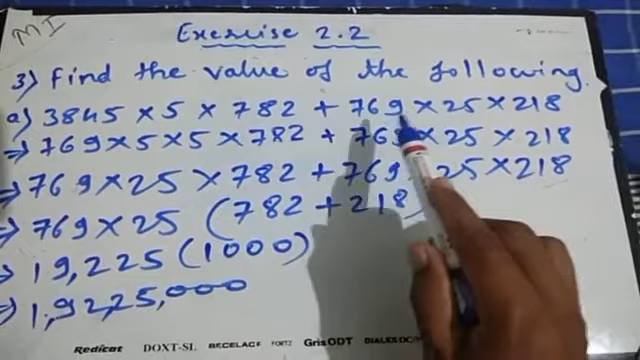 MI
Exercise 2.2
3) Find the value of the following.
a) 3845 × 5 × 782 + 769 × 25 × 218
⇒ 769 × 5 × 5 × 782 + 769 × 25 × 218
⇒ 769 × 25 × 782 + 769 25 × 218
⇒ 769 × 25 (782 + 218)
⇒ 19,225 (1000)
⇒ 1,9225,000
Redicat DOXT-SL BECELACE FORTZ GrisODT